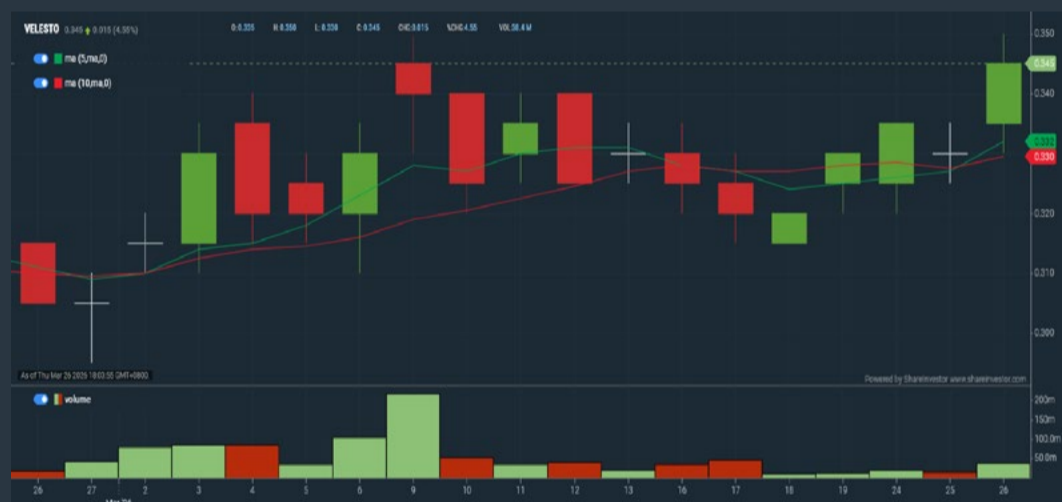 VELESTO 0.345 0.015 (4.55%) O:0.335 H:0.350 L:0.330 C:0.345 CHG:0.015 %CHG:4.55 VOL:38.4 M
ma (5,ma,0)
ma (10,ma,0)
0.350
0.345
0.340
0.332
0.330
0.320
0.310
0.300
As of Thu Mar 26 2026 18:03:55 GMT+0800
Powered by ShareInvestor www.shareinvestor.com
volume
200m
150m
100.0m
50.0m
26 27 2 3 4 5 6 9 10 11 12 13 16 17 18 19 24 25 26